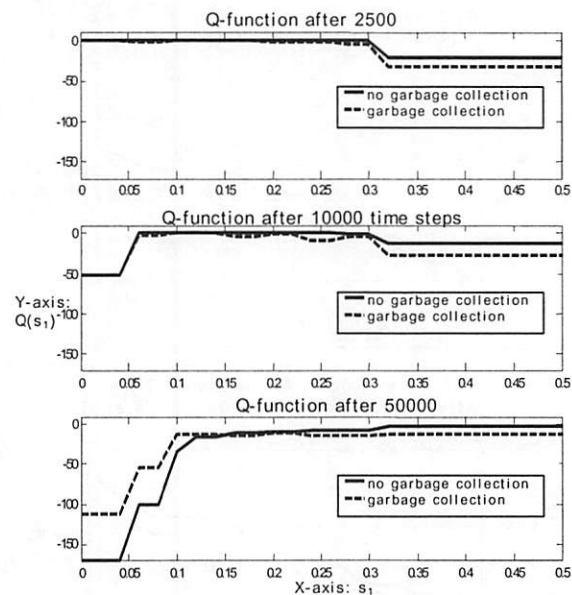 Q-function after 2500
0
-50
-100
-150
no garbage collection
garbage collection
0 0.05 0.1 0.15 0.2 0.25 0.3 0.35 0.4 0.45 0.5
Q-function after 10000 time steps
0
-50
Y-axis:
Q(s₁)
-100
-150
no garbage collection
garbage collection
0 0.05 0.1 0.15 0.2 0.25 0.3 0.35 0.4 0.45 0.5
Q-function after 50000
0
-50
-100
-150
no garbage collection
garbage collection
0 0.05 0.1 0.15 0.2 0.25 0.3 0.35 0.4 0.45 0.5
X-axis: s₁